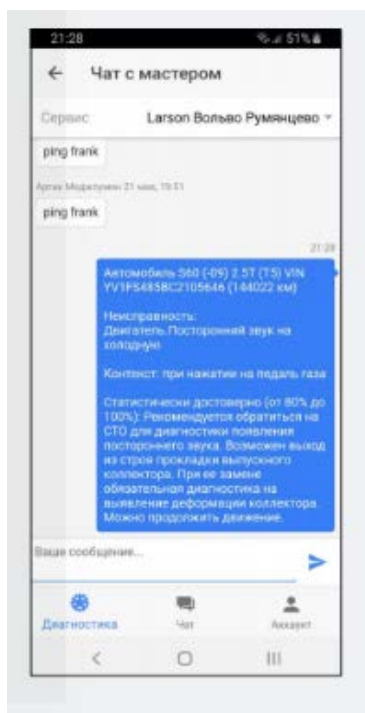 21:28
51%
Чат с мастером
Сервис
Larson Вольво Румянцево
ping frank
21 мая, 19:51
ping frank
21:28
Автомобиль S60 (-09) 2.5T (T5) VIN
YV1FS485BC2105646 (144022 км)
Неисправность:
Двигатель.Посторонний звук на
холодную
Контекст: при нажатии на педаль газа
Статистически достоверно (от 80% до
100%): Рекомендуется обратиться на
СТО для диагностики появления
постороннего звука. Возможен выход
из строя прокладки выпускного
коллектора. При ее замене
обязательная диагностика на
выявление деформации коллектора.
Можно продолжить движение.
Ваше сообщение...
Диагностика
Чат
Аккаунт